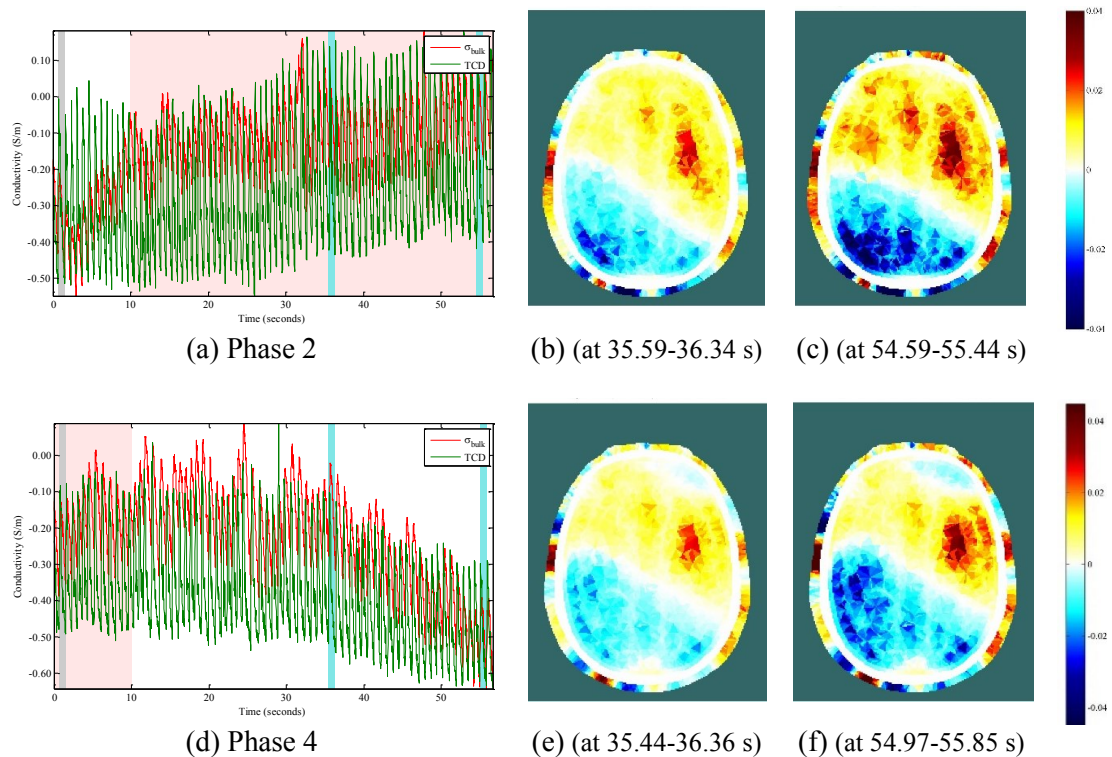 0.10
0.00
-0.10
-0.20
-0.30
-0.40
-0.50
Conductivity (S/m)
σbulk
TCD
0 10 20 30 40 50
Time (seconds)
0.04
0.02
0
-0.02
-0.04
(a) Phase 2
(b) (at 35.59-36.34 s)
(c) (at 54.59-55.44 s)
0.00
-0.10
-0.20
-0.30
-0.40
-0.50
-0.60
Conductivity (S/m)
σbulk
TCD
0 10 20 30 40 50
Time (seconds)
0.04
0.02
0
-0.02
-0.04
(d) Phase 4
(e) (at 35.44-36.36 s)
(f) (at 54.97-55.85 s)